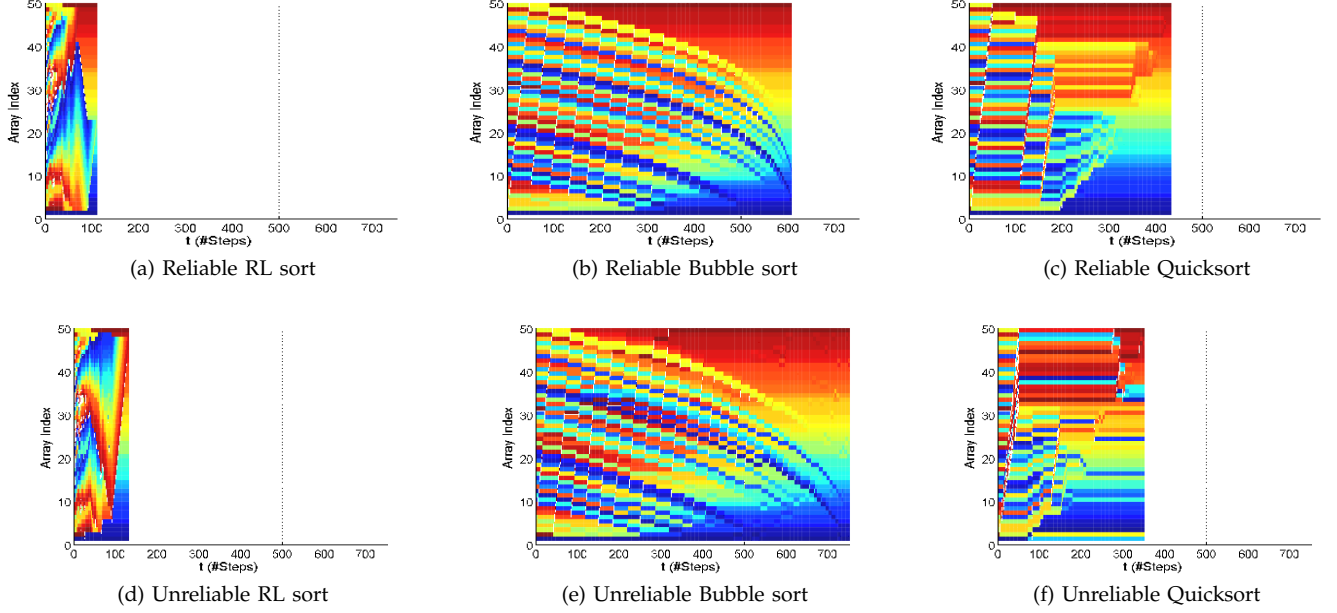 50
40
30
20
10
0
Array Index
0 100 200 300 400 500 600 700
t (#Steps)
(a) Reliable RL sort
50
40
30
20
10
0
Array Index
0 100 200 300 400 500 600 700
t (#Steps)
(b) Reliable Bubble sort
50
40
30
20
10
0
Array Index
0 100 200 300 400 500 600 700
t (#Steps)
(c) Reliable Quicksort
50
40
30
20
10
0
Array Index
0 100 200 300 400 500 600 700
t (#Steps)
(d) Unreliable RL sort
50
40
30
20
10
0
Array Index
0 100 200 300 400 500 600 700
t (#Steps)
(e) Unreliable Bubble sort
50
40
30
20
10
0
Array Index
0 100 200 300 400 500 600 700
t (#Steps)
(f) Unreliable Quicksort